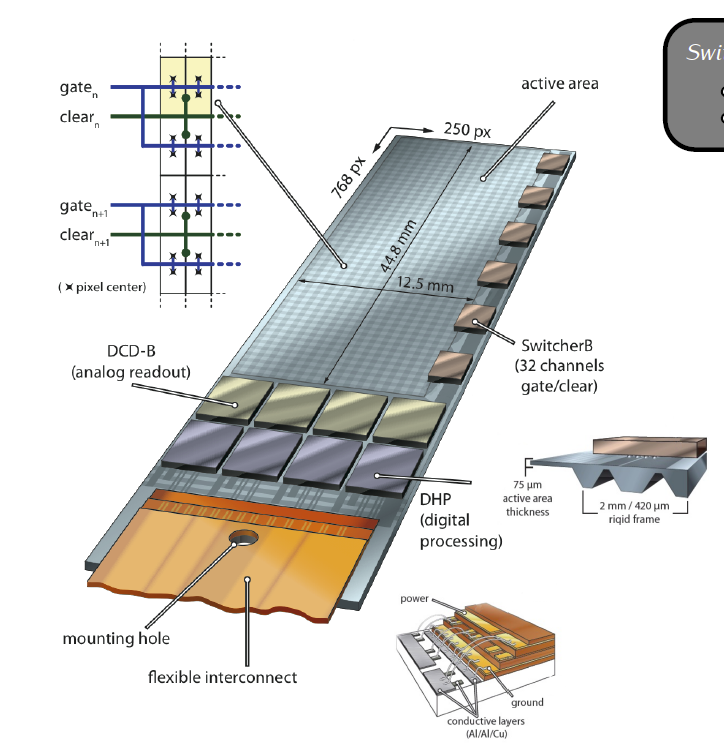 Swi
active area
gate n
clear n
250 px
768 px
gate n+1
clear n+1
(✶ pixel center)
44.8 mm
12.5 mm
DCD-B
(analog readout)
SwitcherB
(32 channels
gate/clear)
75 µm
active area
thickness
2 mm / 420 µm
rigid frame
DHP
(digital
processing)
mounting hole
flexible interconnect
power
ground
conductive layers
(Al/Al/Cu)